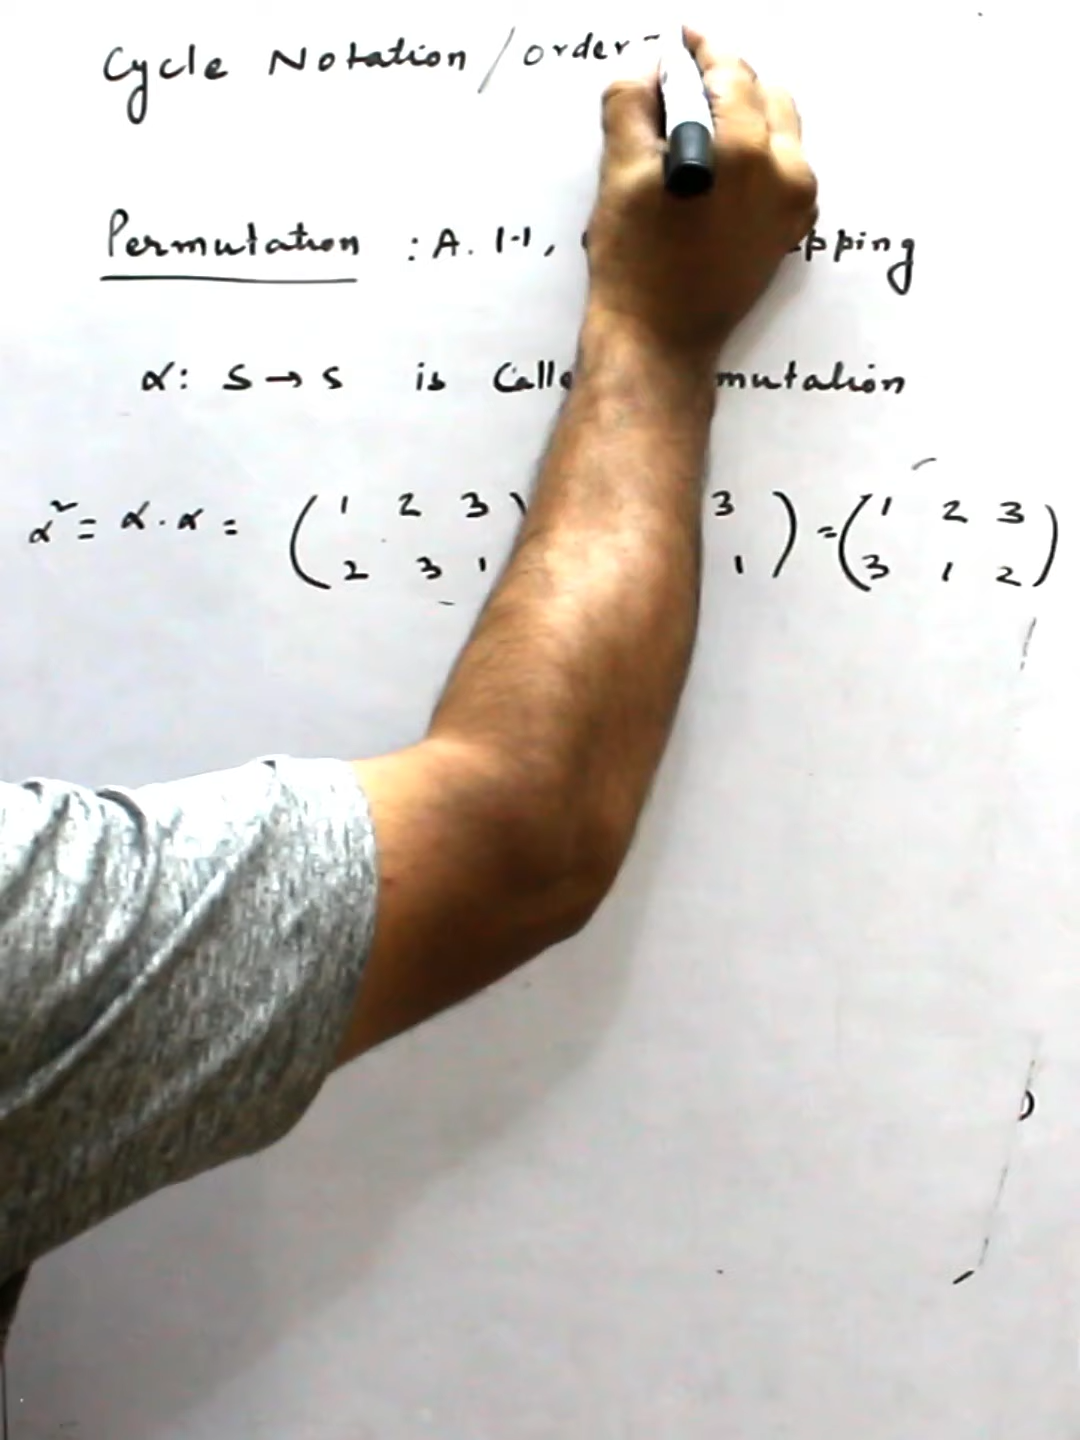 Cycle Notation / order -
Permutation : A. 1-1, pping
α: S → S is Calle mutation
α² = α . α = ( 1 2 3 ) 3 ) = ( 1 2 3 )
2 3 1 1 3 1 2